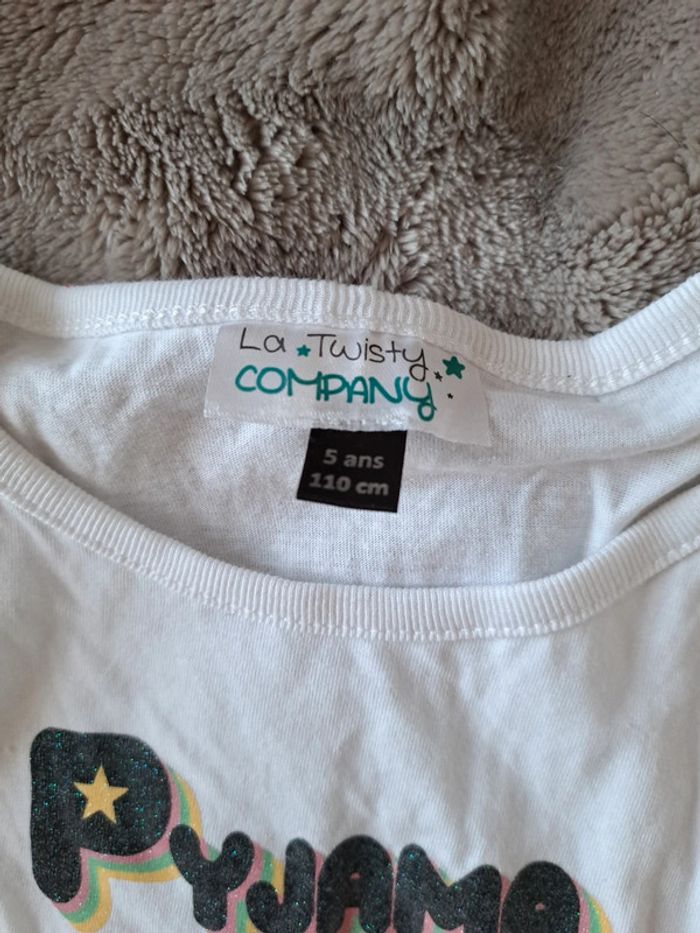 La Twisty
COMPANY
5 ans
110 cm
PYJAMA